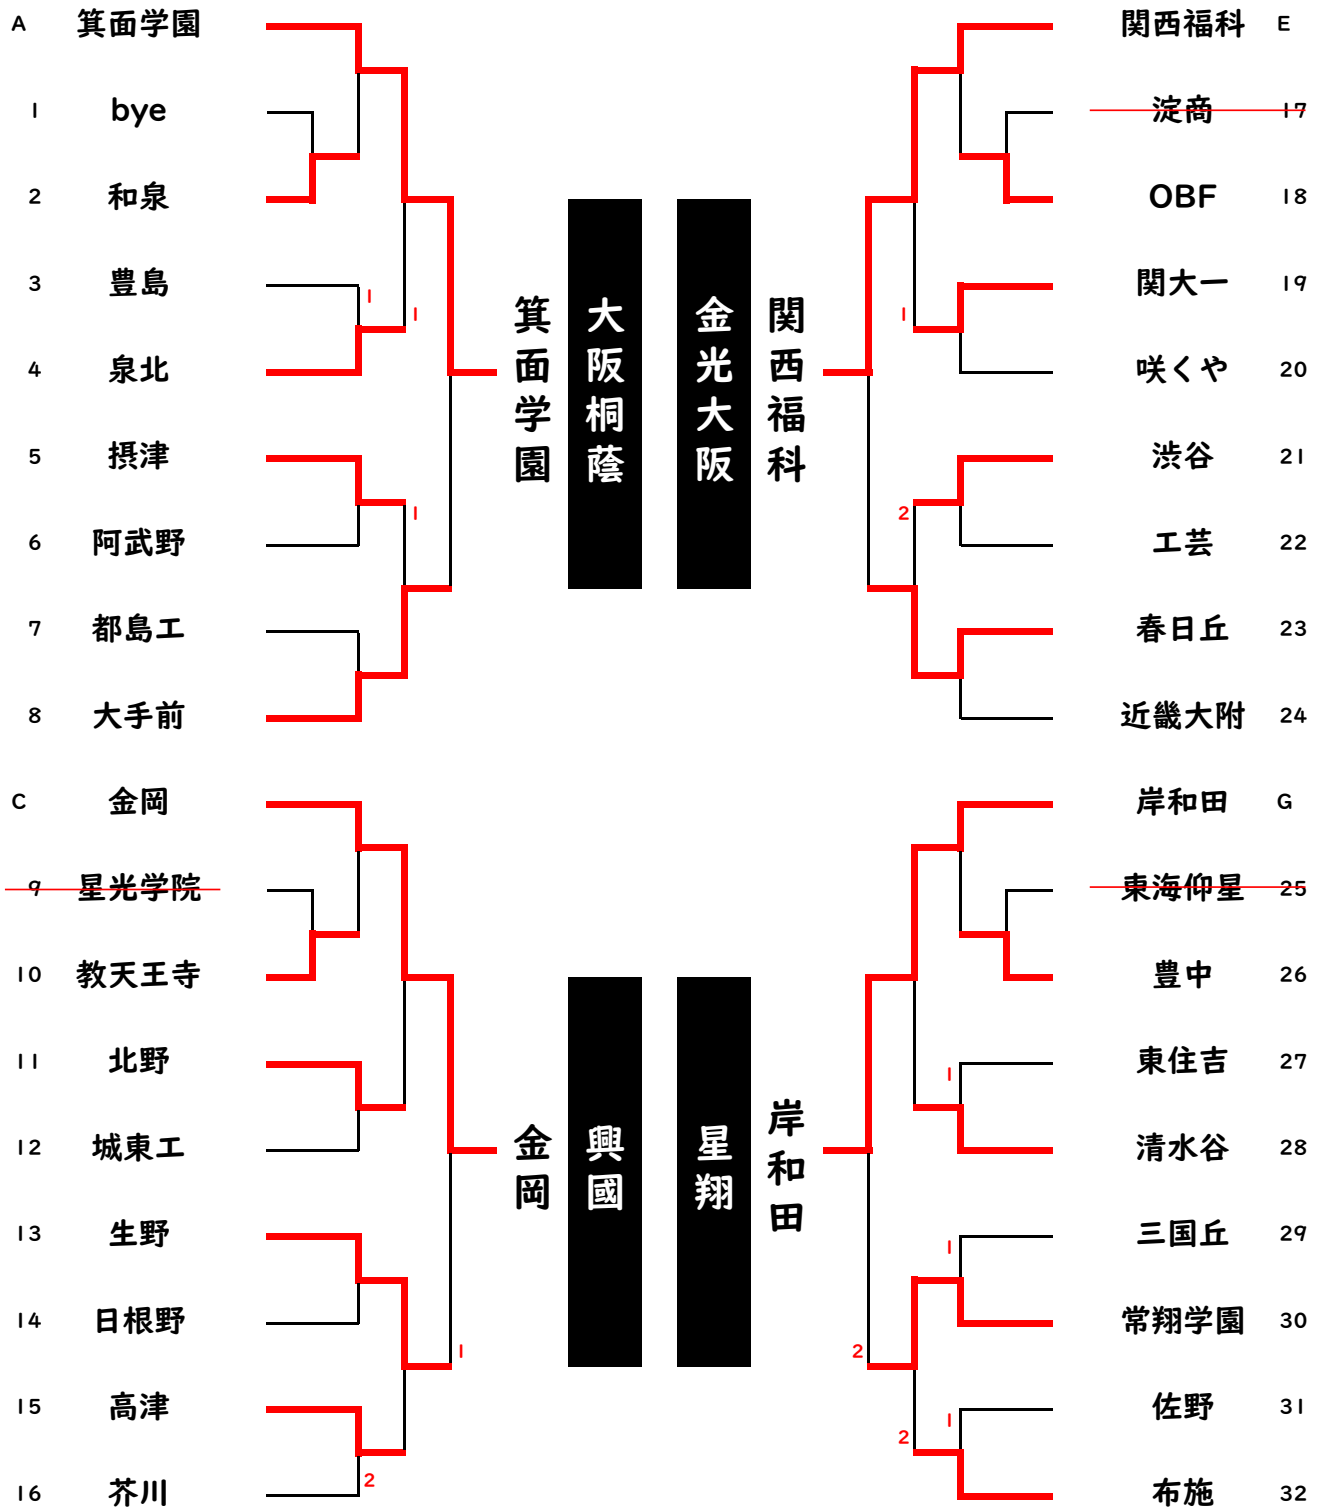 A 箕面学園
1 bye
2 和泉
3 豊島
1
1
4 泉北
5 摂津
1
6 阿武野
7 都島工
8 大手前
C 金岡
9 星光学院
10 教天王寺
11 北野
12 城東工
13 生野
14 日根野
1
15 高津
2
16 芥川
箕面学園
大阪桐蔭
金光大阪
関西福科
金岡
興國
星翔
岸和田
関西福科 E
淀商 17
OBF 18
関大一 19
1
咲くや 20
渋谷 21
2
工芸 22
春日丘 23
近畿大附 24
岸和田 G
東海仰星 25
豊中 26
東住吉 27
1
清水谷 28
三国丘 29
1
常翔学園 30
2
佐野 31
1
2
布施 32